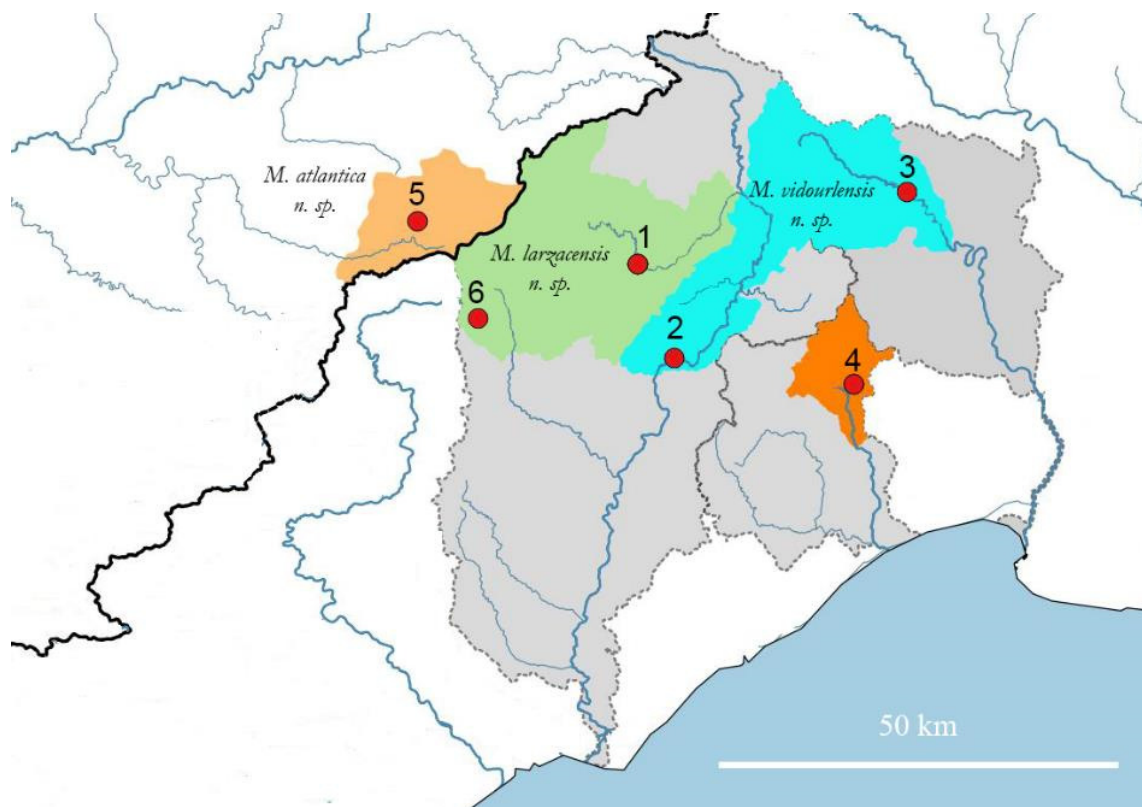 M. atlantica
n. sp.
5
3
M. vidourlensis
n. sp.
1
M. larzacensis
n. sp.
6
2
4
50 km